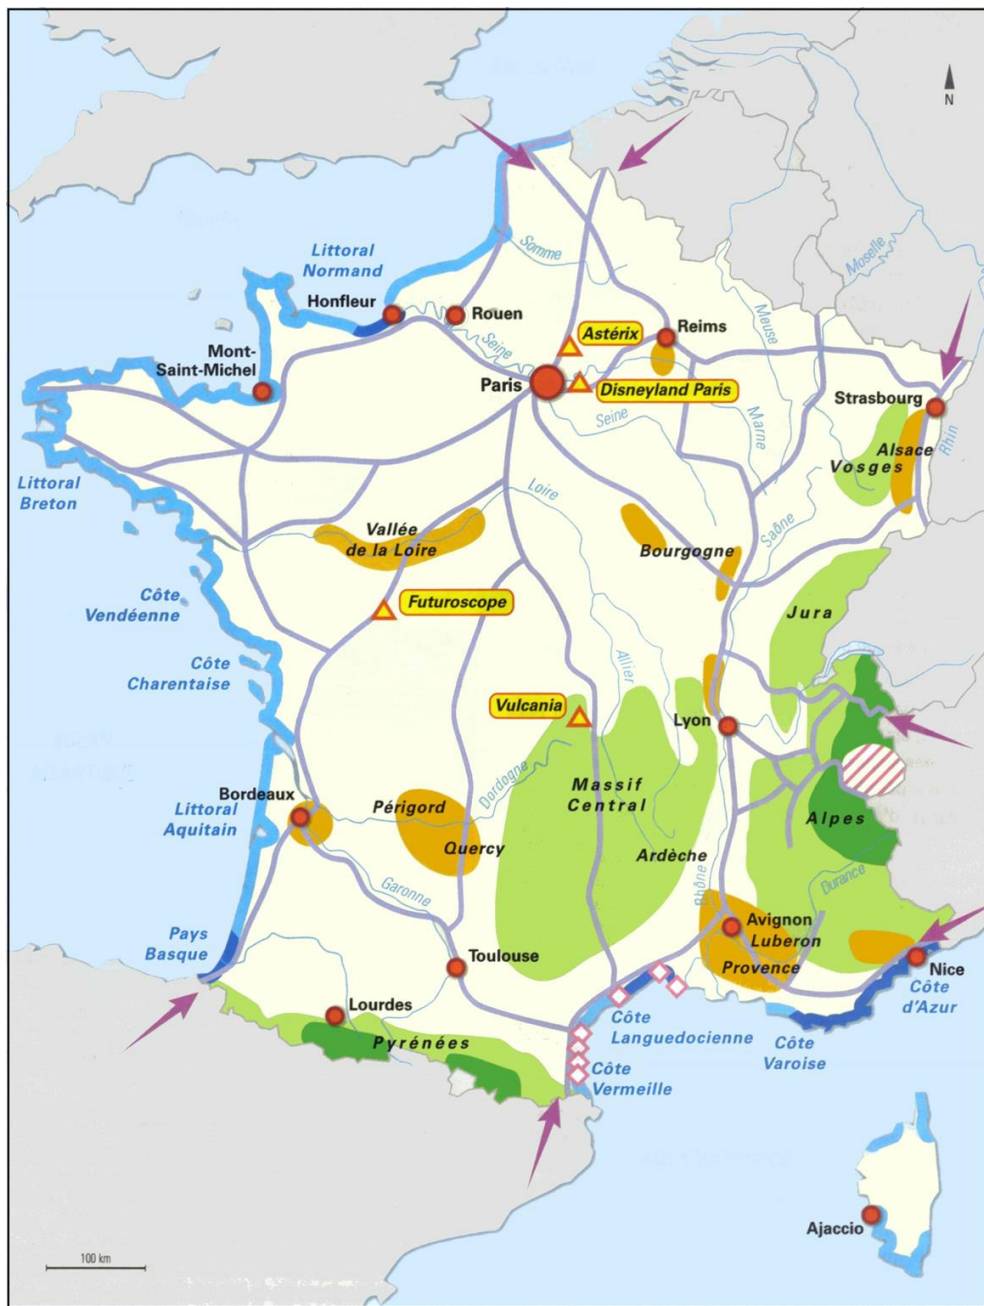 N
Somme
Littoral
Normand
Moselle
Meuse
Honfleur
Rouen
Seine
Astérix
Reims
Mont-
Saint-Michel
Paris
Disneyland Paris
Seine
Marne
Strasbourg
Rhin
Alsace
Vosges
Littoral
Breton
Loire
Vallée
de la Loire
Saône
Bourgogne
Côte
Vendéenne
Futuroscope
Jura
Côte
Charentaise
Allier
Vulcania
Lyon
Massif
Central
Dordogne
Bordeaux
Périgord
Littoral
Aquitain
Alpes
Quercy
Ardèche
Durance
Garonne
Rhône
Avignon
Luberon
Pays
Basque
Toulouse
Provence
Nice
Côte
d'Azur
Lourdes
Pyrénées
Côte
Languedocienne
Côte
Varoise
Côte
Vermeille
Ajaccio
100 km